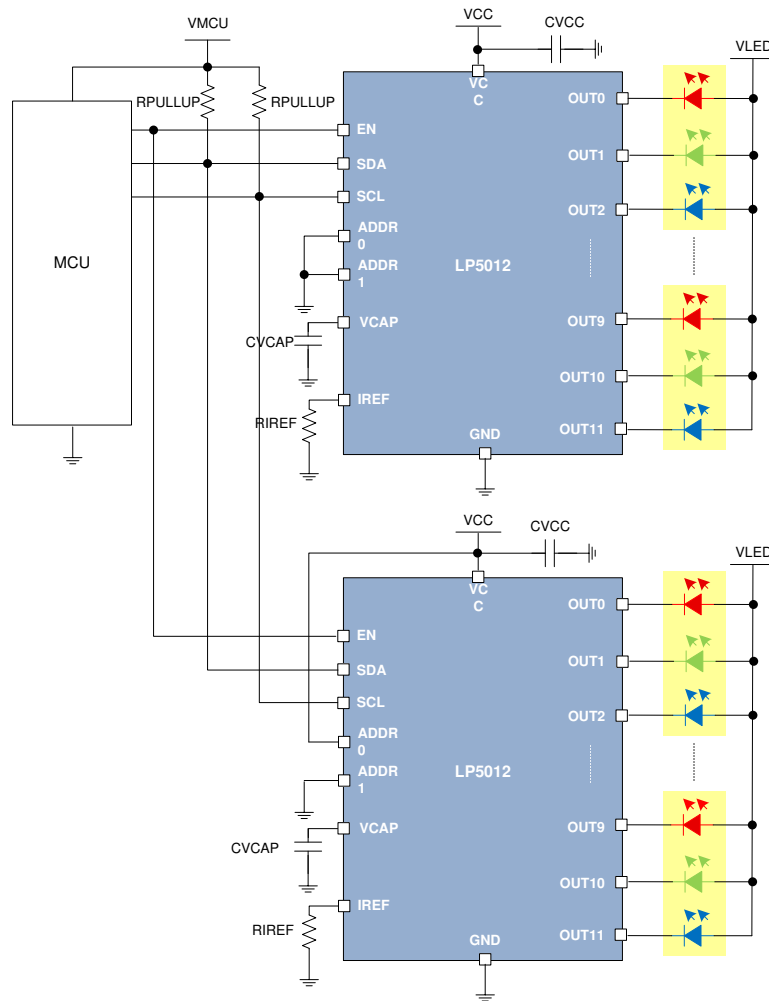 VMCU
RPULLUP
RPULLUP
MCU
VCC
CVCC
VC
C
EN
SDA
SCL
ADDR
0
ADDR
1
VCAP
IREF
GND
LP5012
OUT0
OUT1
OUT2
OUT9
OUT10
OUT11
VLED
CVCAP
RIREF
VCC
CVCC
VC
C
EN
SDA
SCL
ADDR
0
ADDR
1
VCAP
IREF
GND
LP5012
OUT0
OUT1
OUT2
OUT9
OUT10
OUT11
VLED
CVCAP
RIREF